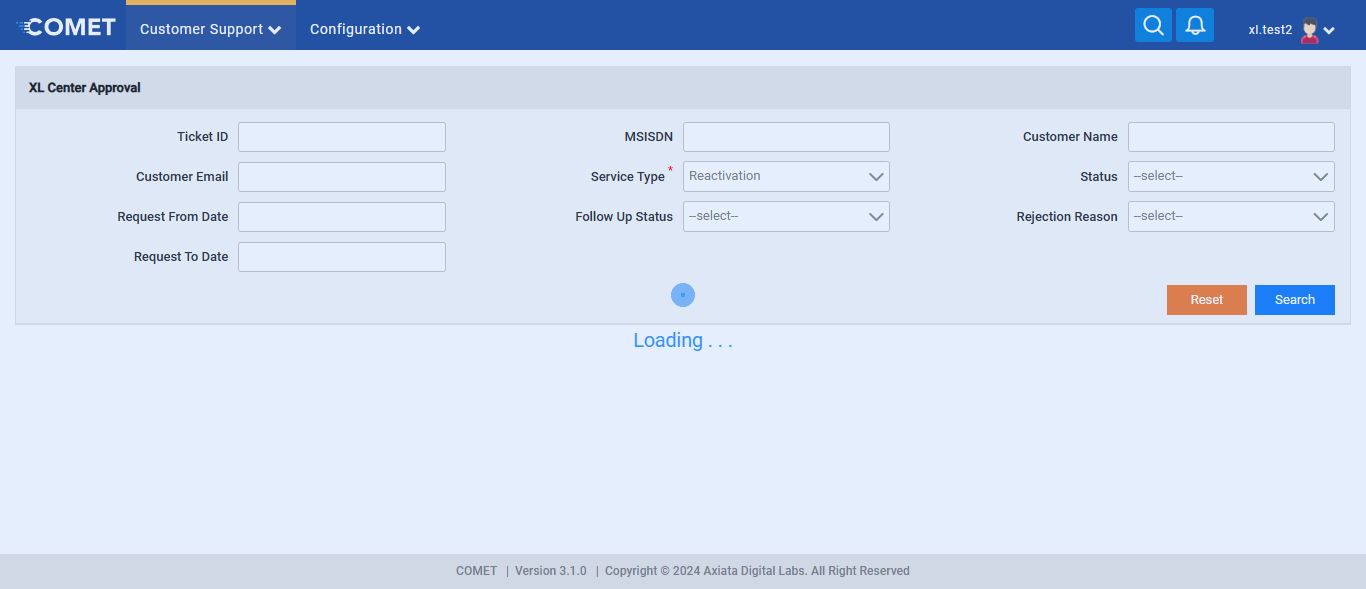 COMET Customer Support Configuration xl.test2
XL Center Approval
Ticket ID MSISDN Customer Name
Customer Email Service Type * Reactivation Status --select--
Request From Date Follow Up Status --select-- Rejection Reason --select--
Request To Date
Reset Search
Loading . . .
COMET | Version 3.1.0 | Copyright © 2024 Axiata Digital Labs. All Right Reserved